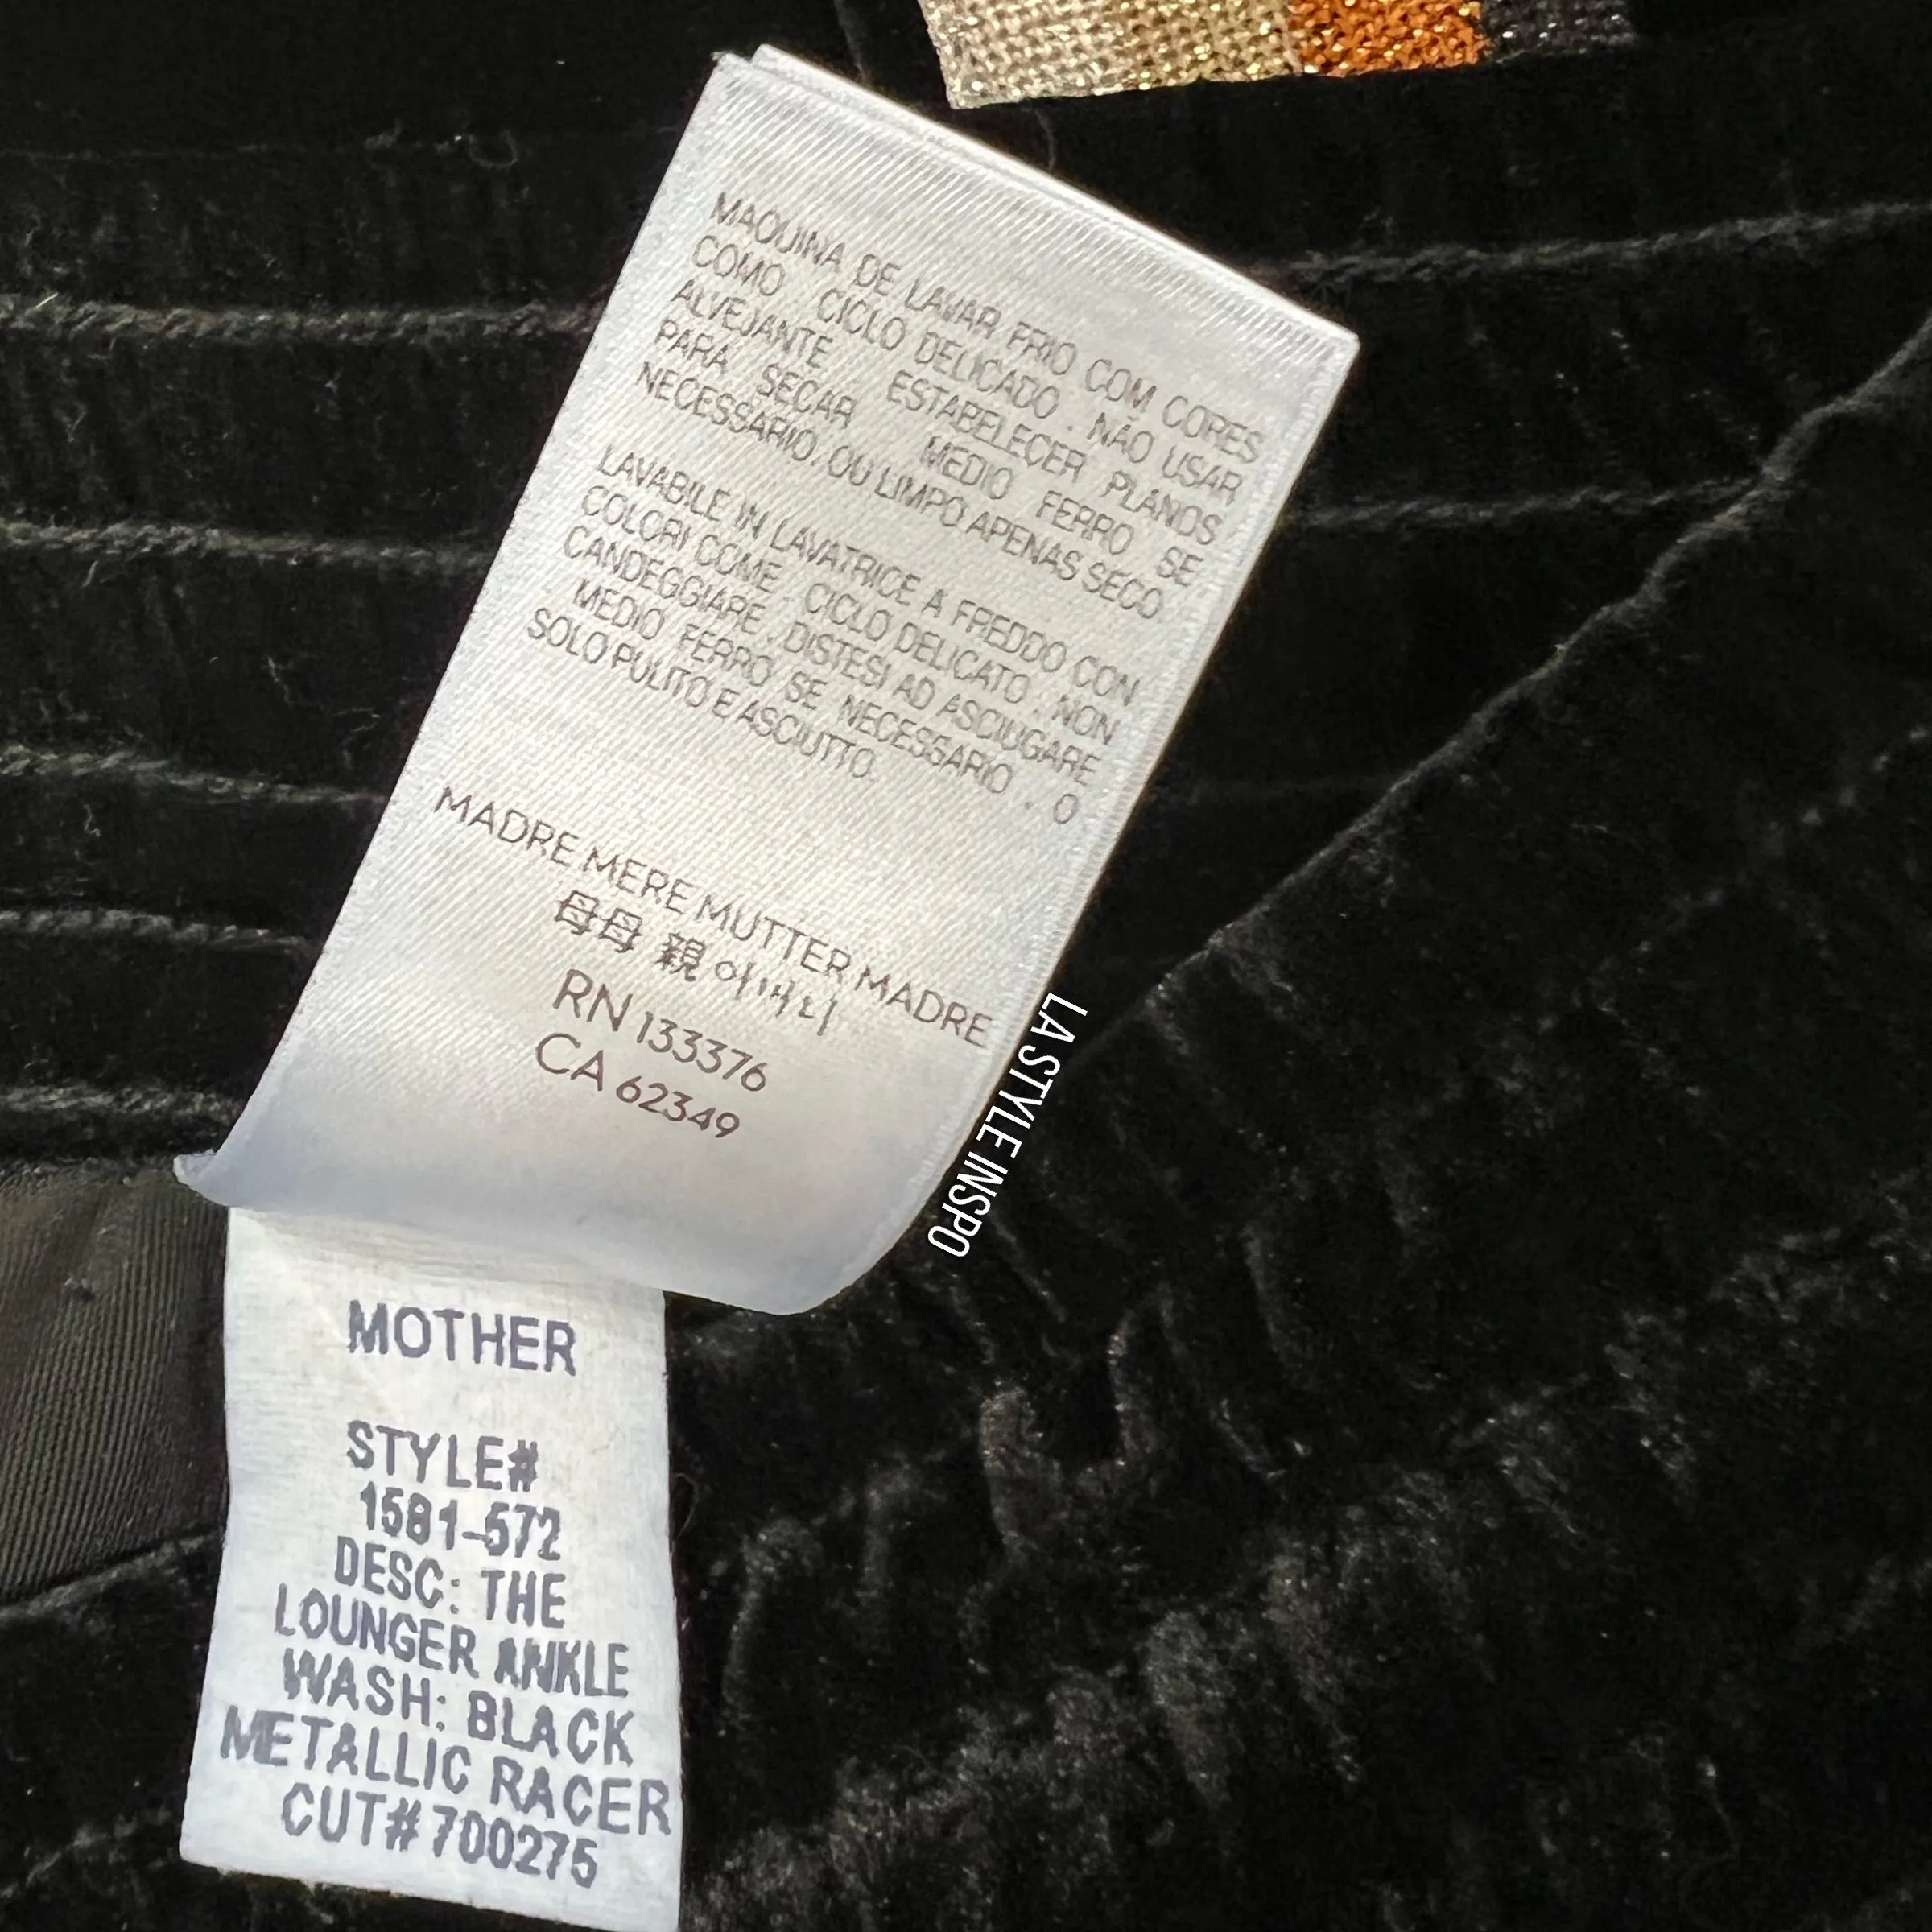 MAQUINA DE LAVAR FRIO COM CORES
COMO . CICLO DELICADO . NÃO USAR
ALVEJANTE . ESTABELECER PLANOS
PARA SECAR . MEDIO FERRO SE
NECESSARIO. OU LIMPO APENAS SECO
LAVABILE IN LAVATRICE A FREDDO CON
COLORI COME . CICLO DELICATO . NON
CANDEGGIARE . DISTESI AD ASCIUGARE
. MEDIO FERRO SE NECESSARIO . O
SOLO PULITO E ASCIUTTO.
MADRE MERE MUTTER MADRE
母母 親 어머니
RN 133376
CA 62349
LA STYLE INSPO
MOTHER
STYLE#
1581-572
DESC: THE
LOUNGER ANKLE
WASH: BLACK
METALLIC RACER
CUT# 700275